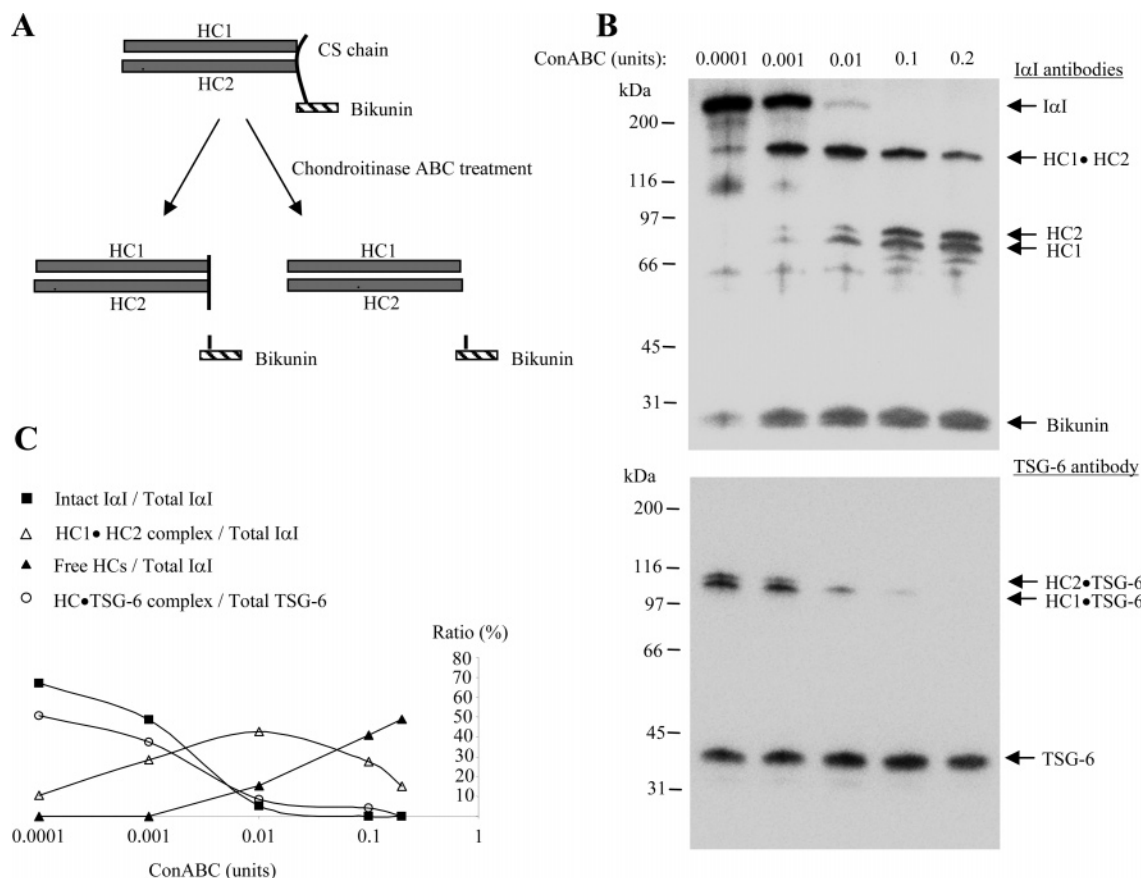 A
HC1
CS chain
HC2
Bikunin
Chondroitinase ABC treatment
HC1
HC2
Bikunin
HC1
HC2
Bikunin
B
ConABC (units): 0.0001 0.001 0.01 0.1 0.2
IαI antibodies
kDa
200
116
97
66
45
31
IαI
HC1• HC2
HC2
HC1
Bikunin
TSG-6 antibody
kDa
200
116
97
66
45
31
HC2•TSG-6
HC1•TSG-6
TSG-6
C
Intact IαI / Total IαI
HC1• HC2 complex / Total IαI
Free HCs / Total IαI
HC•TSG-6 complex / Total TSG-6
Ratio (%)
80
70
60
50
40
30
20
10
0.0001 0.001 0.01 0.1 1
ConABC (units)